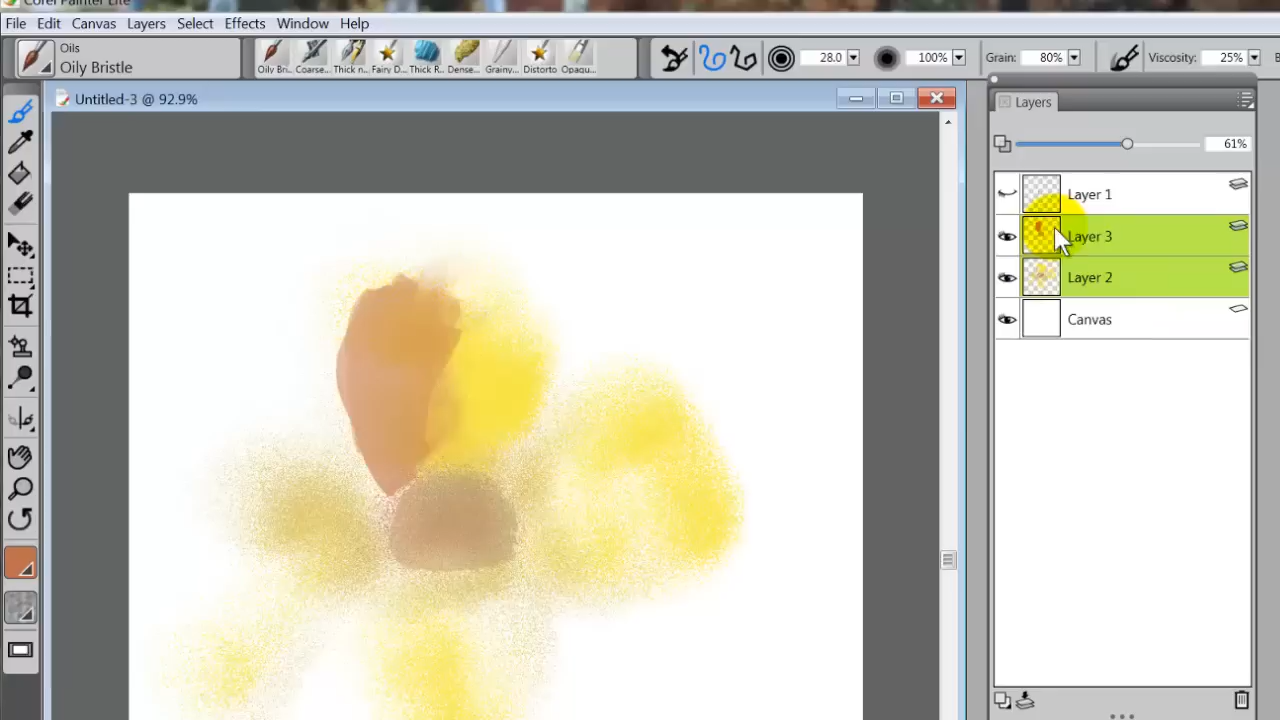 Corel Painter Lite
File Edit Canvas Layers Select Effects Window Help
Oils
Oily Bristle
Oily Bri... Coarse... Thick n... Fairy D... Thick R... Dense... Grainy... Distorto Opaqu...
28.0 100% Grain: 80% Viscosity: 25% B
Untitled-3 @ 92.9%
Layers
61%
Layer 1
Layer 3
Layer 2
Canvas